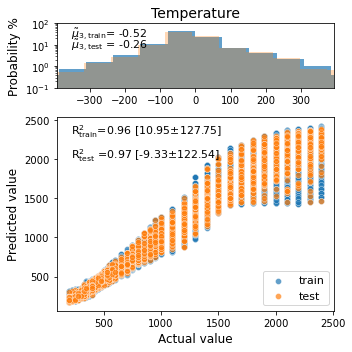 Temperature
Probability %
10²
10¹
10⁰
10⁻¹
μ̃₃,train= -0.52
μ̃₃,test = -0.26
−300 −200 −100 0 100 200 300
Predicted value
2500
2000
1500
1000
500
R²train=0.96 [10.95±127.75]
R²test =0.97 [-9.33±122.54]
train
test
500 1000 1500 2000 2500
Actual value